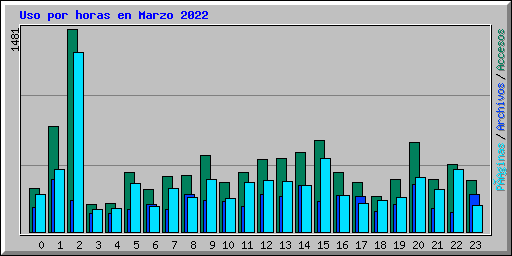 Uso por horas en Marzo 2022
1481
Páginas / Archivos / Accesos
0 1 2 3 4 5 6 7 8 9 10 11 12 13 14 15 16 17 18 19 20 21 22 23